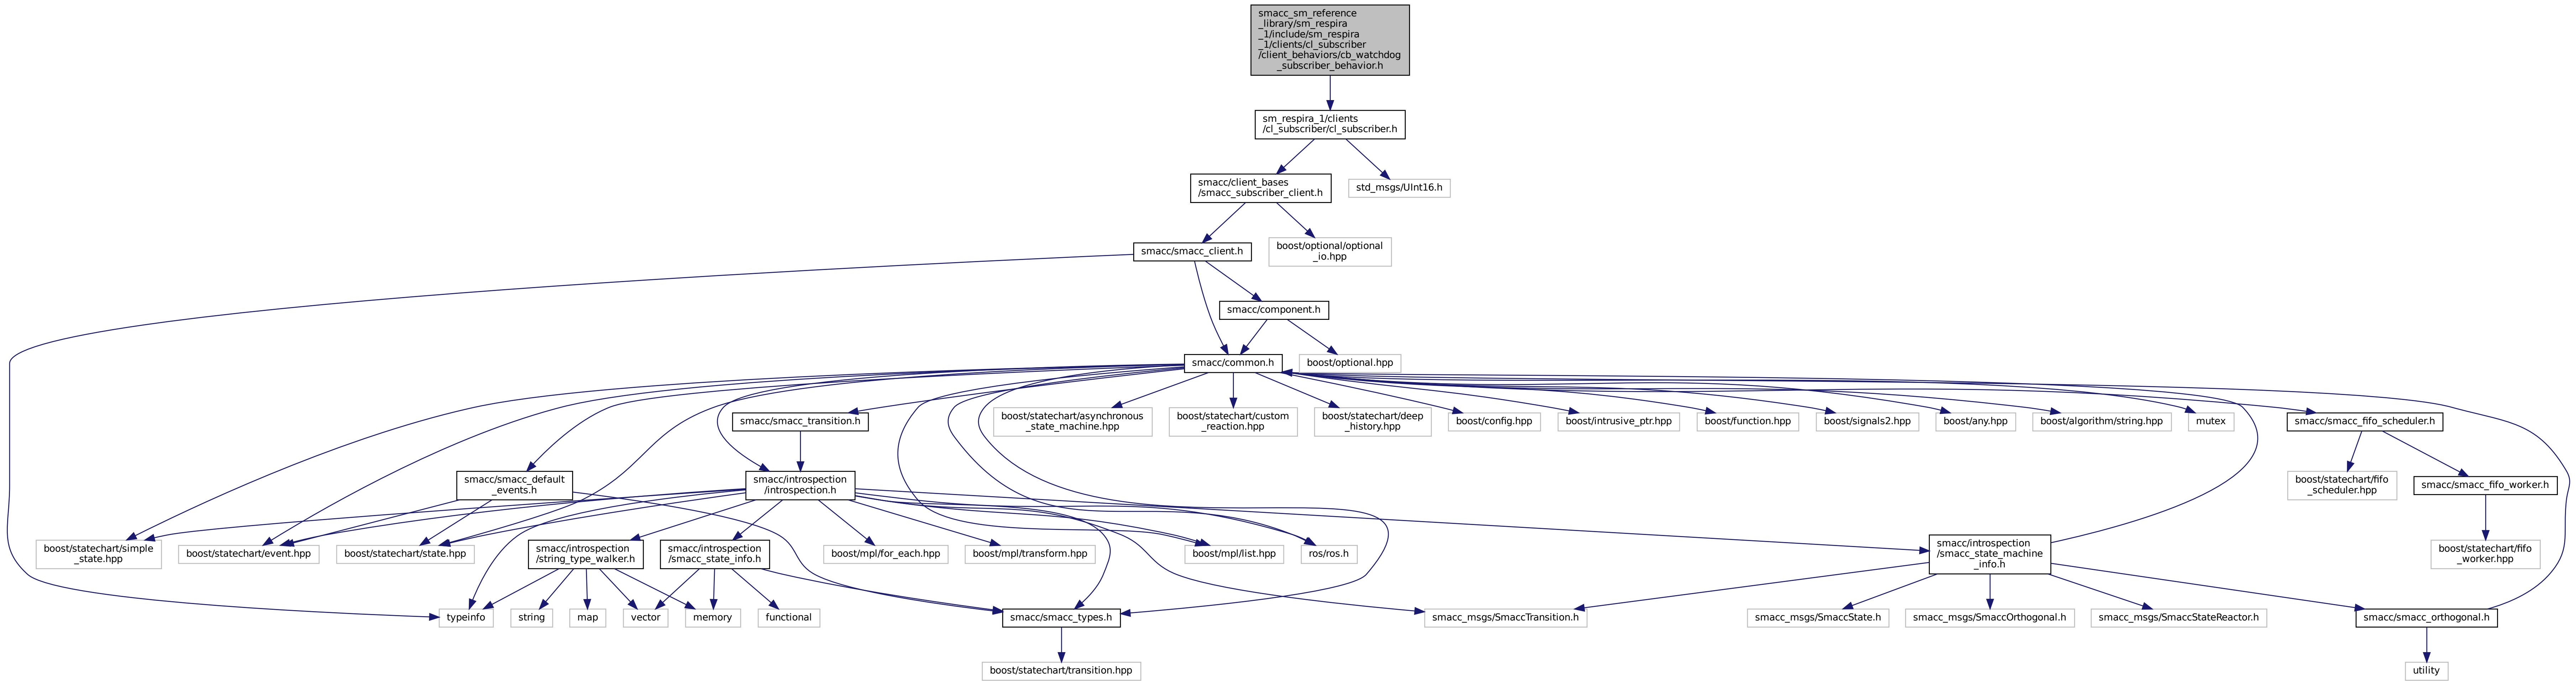 smacc_sm_reference
_library/sm_respira
_1/include/sm_respira
_1/clients/cl_subscriber
/client_behaviors/cb_watchdog
_subscriber_behavior.h
sm_respira_1/clients
/cl_subscriber/cl_subscriber.h
smacc/client_bases
/smacc_subscriber_client.h
std_msgs/UInt16.h
smacc/smacc_client.h
boost/optional/optional
_io.hpp
smacc/component.h
smacc/common.h
boost/optional.hpp
smacc/smacc_transition.h
boost/statechart/asynchronous
_state_machine.hpp
boost/statechart/custom
_reaction.hpp
boost/statechart/deep
_history.hpp
boost/config.hpp
boost/intrusive_ptr.hpp
boost/function.hpp
boost/signals2.hpp
boost/any.hpp
boost/algorithm/string.hpp
mutex
smacc/smacc_fifo_scheduler.h
smacc/smacc_default
_events.h
smacc/introspection
/introspection.h
boost/statechart/fifo
_scheduler.hpp
smacc/smacc_fifo_worker.h
boost/statechart/simple
_state.hpp
boost/statechart/event.hpp
boost/statechart/state.hpp
smacc/introspection
/string_type_walker.h
smacc/introspection
/smacc_state_info.h
boost/mpl/for_each.hpp
boost/mpl/transform.hpp
boost/mpl/list.hpp
ros/ros.h
smacc/introspection
/smacc_state_machine
_info.h
boost/statechart/fifo
_worker.hpp
typeinfo
string
map
vector
memory
functional
smacc/smacc_types.h
smacc_msgs/SmaccTransition.h
smacc_msgs/SmaccState.h
smacc_msgs/SmaccOrthogonal.h
smacc_msgs/SmaccStateReactor.h
smacc/smacc_orthogonal.h
boost/statechart/transition.hpp
utility